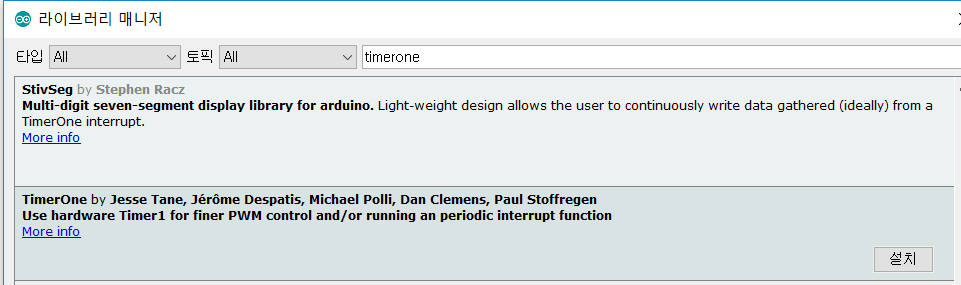 라이브러리 매니저
타입 All 토픽 All timerone
StivSeg by Stephen Racz
Multi-digit seven-segment display library for arduino. Light-weight design allows the user to continuously write data gathered (ideally) from a
TimerOne interrupt.
More info
TimerOne by Jesse Tane, Jérôme Despatis, Michael Polli, Dan Clemens, Paul Stoffregen
Use hardware Timer1 for finer PWM control and/or running an periodic interrupt function
More info
설치